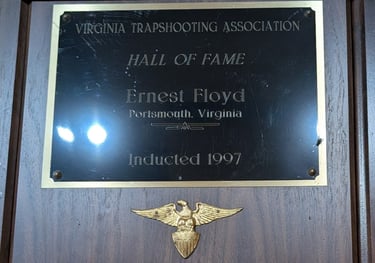 VIRGINIA TRAPSHOOTING ASSOCIATION
HALL OF FAME
Ernest Floyd
Portsmouth, Virginia
Inducted 1997